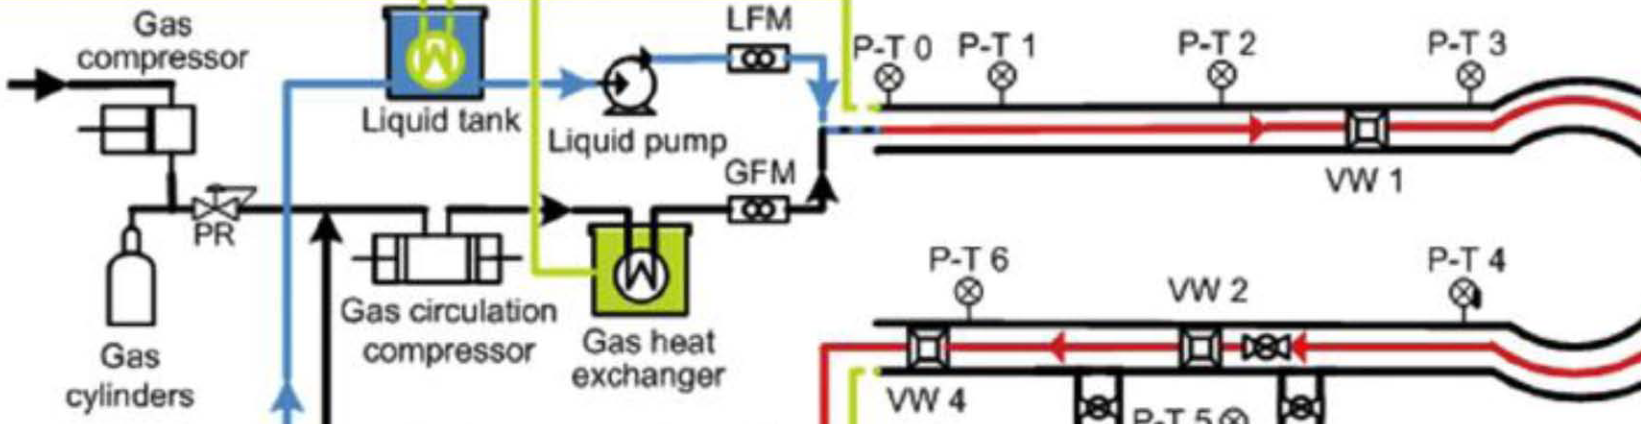 Gas
compressor
LFM
P-T 0
P-T 1
P-T 2
P-T 3
Liquid tank
Liquid pump
GFM
VW 1
PR
P-T 6
VW 2
P-T 4
Gas circulation
compressor
Gas heat
exchanger
Gas
cylinders
VW 4
P-T 5